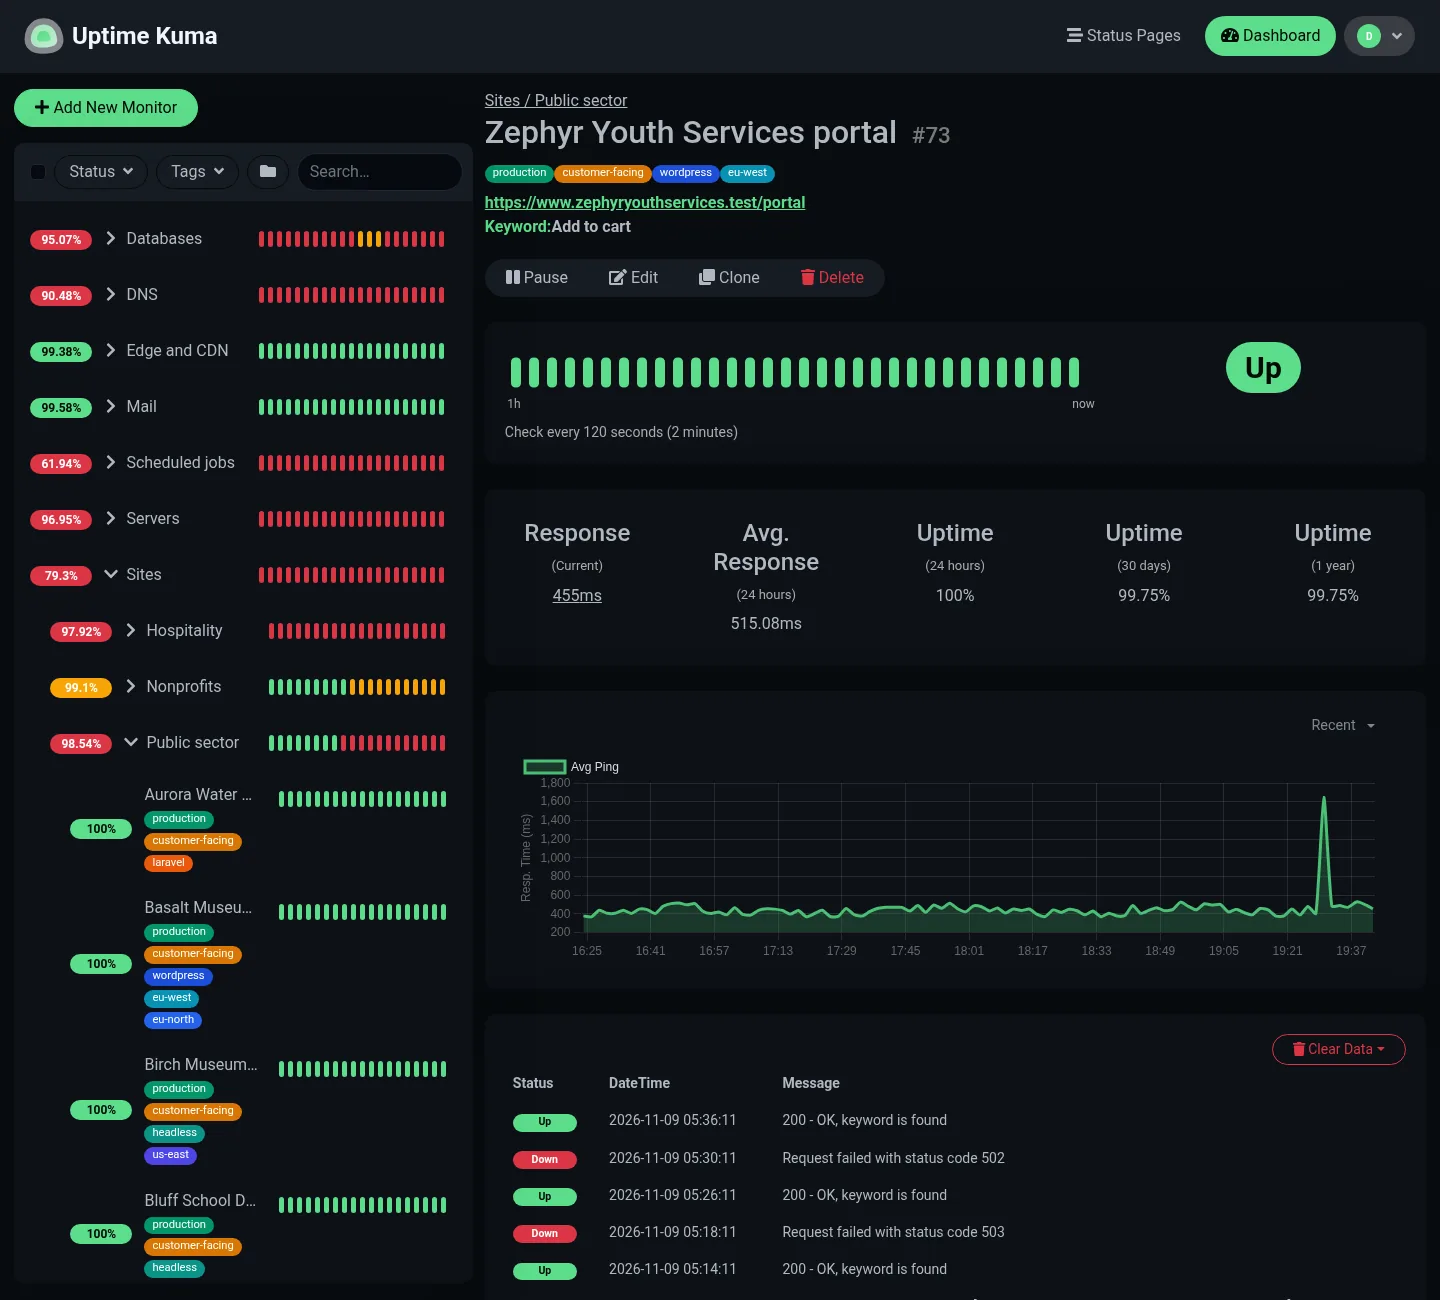 Uptime Kuma
Status Pages
Dashboard
D
Add New Monitor
Status
Tags
Search...
95.07%
Databases
90.48%
DNS
99.38%
Edge and CDN
99.58%
Mail
61.94%
Scheduled jobs
96.95%
Servers
79.3%
Sites
97.92%
Hospitality
99.1%
Nonprofits
98.54%
Public sector
100%
Aurora Water ...
production
customer-facing
laravel
100%
Basalt Museu...
production
customer-facing
wordpress
eu-west
eu-north
100%
Birch Museum...
production
customer-facing
headless
us-east
100%
Bluff School D...
production
customer-facing
headless
Sites / Public sector
Zephyr Youth Services portal #73
production customer-facing wordpress eu-west
https://www.zephyryouthservices.test/portal
Keyword:Add to cart
Pause Edit Clone Delete
1h now
Up
Check every 120 seconds (2 minutes)
Response
(Current)
455ms
Avg.
Response
(24 hours)
515.08ms
Uptime
(24 hours)
100%
Uptime
(30 days)
99.75%
Uptime
(1 year)
99.75%
Recent
Avg Ping
Resp. Time (ms)
1,800
1,600
1,400
1,200
1,000
800
600
400
200
16:25 16:41 16:57 17:13 17:29 17:45 18:01 18:17 18:33 18:49 19:05 19:21 19:37
Clear Data
Status DateTime Message
Up 2026-11-09 05:36:11 200 - OK, keyword is found
Down 2026-11-09 05:30:11 Request failed with status code 502
Up 2026-11-09 05:26:11 200 - OK, keyword is found
Down 2026-11-09 05:18:11 Request failed with status code 503
Up 2026-11-09 05:14:11 200 - OK, keyword is found